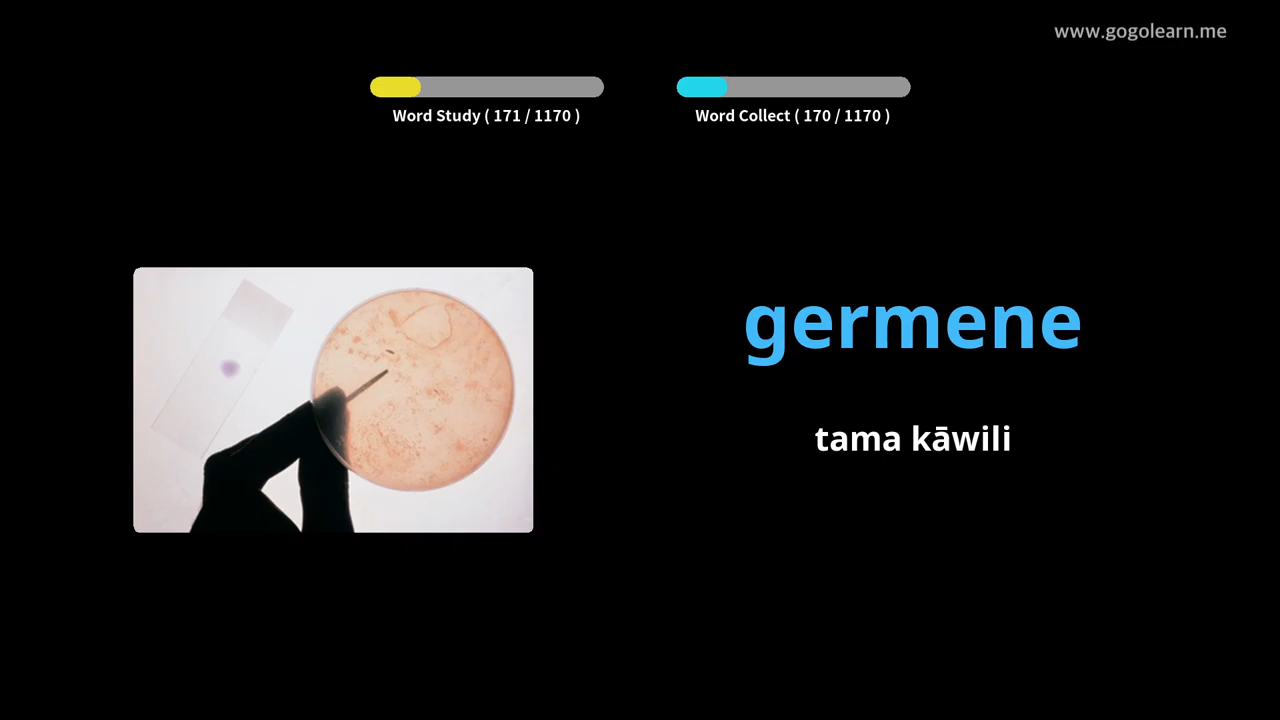 www.gogolearn.me
Word Study ( 171 / 1170 )
Word Collect ( 170 / 1170 )
germene
tama kāwili